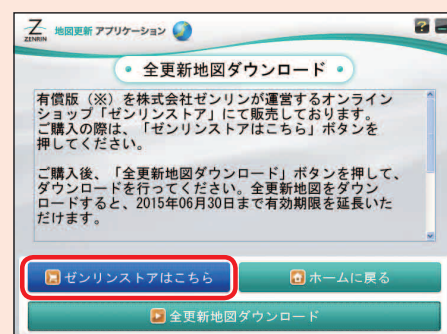 ZENRIN 地図更新 アプリケーション
?
全更新地図ダウンロード
有償版（※）を株式会社ゼンリンが運営するオンライン
ショップ「ゼンリンストア」にて販売しております。
ご購入の際は、「ゼンリンストアはこちら」ボタンを
押してください。
ご購入後、「全更新地図ダウンロード」ボタンを押して、
ダウンロードを行ってください。全更新地図をダウン
ロードすると、2015年06月30日まで有効期限を延長いた
だけます。
ゼンリンストアはこちら
ホームに戻る
全更新地図ダウンロード